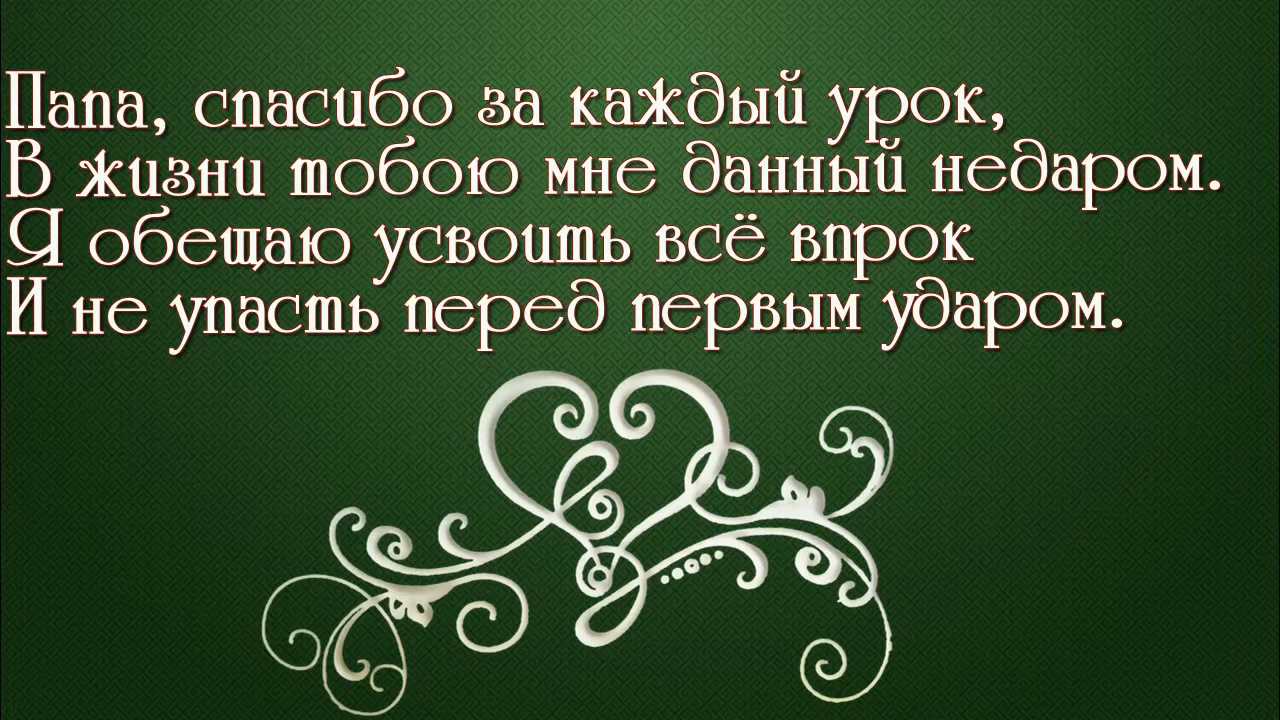 Папа, спасибо за каждый урок,
В жизни тобою мне данный недаром.
Я обещаю усвоить всё впрок
И не упасть перед первым ударом.